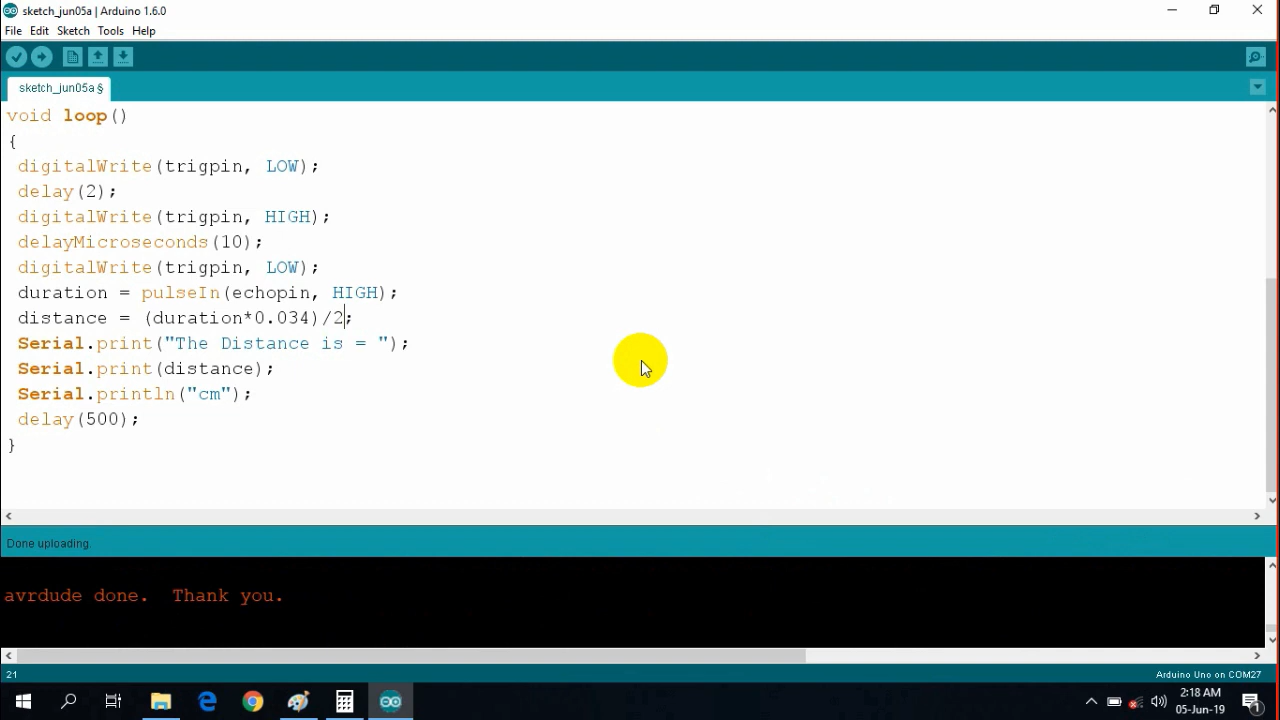 sketch_jun05a | Arduino 1.6.0
File Edit Sketch Tools Help
sketch_jun05a §
void loop()
{
digitalWrite(trigpin, LOW);
delay(2);
digitalWrite(trigpin, HIGH);
delayMicroseconds(10);
digitalWrite(trigpin, LOW);
duration = pulseIn(echopin, HIGH);
distance = (duration*0.034)/2;
Serial.print("The Distance is = ");
Serial.print(distance);
Serial.println("cm");
delay(500);
}
Done uploading.
avrdude done.  Thank you.
21
Arduino Uno on COM27
2:18 AM
05-Jun-19
1